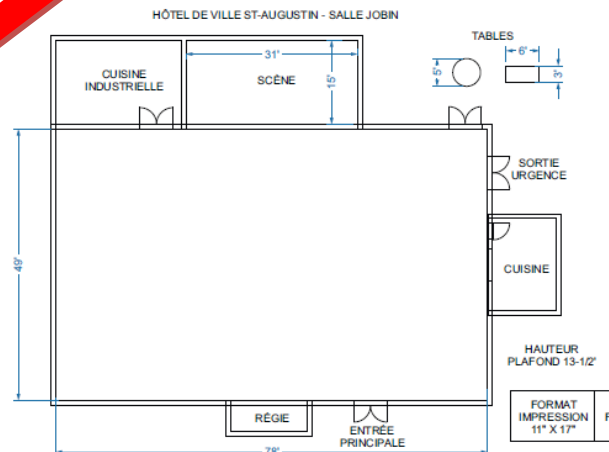 HÔTEL DE VILLE ST-AUGUSTIN - SALLE JOBIN
TABLES
6'
5'
3'
31'
15'
CUISINE
INDUSTRIELLE
SCÈNE
SORTIE
URGENCE
49'
CUISINE
HAUTEUR
PLAFOND 13-1/2'
FORMAT
IMPRESSION
11" X 17"
RÉGIE
ENTRÉE
PRINCIPALE
78'